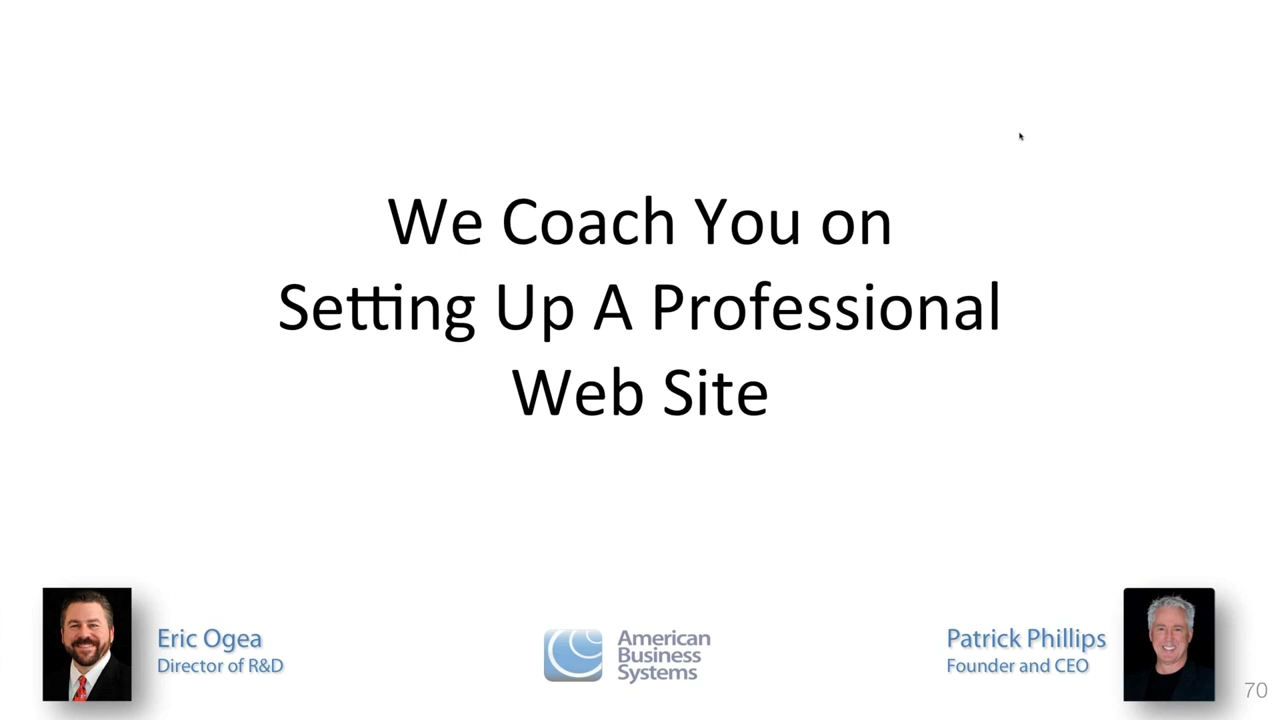 We Coach You on
Setting Up A Professional
Web Site
Eric Ogea
Director of R&D
American
Business
Systems
Patrick Phillips
Founder and CEO
70